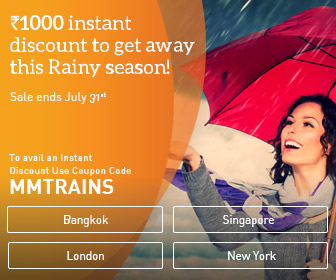 ₹1000 instant
discount to get away
this Rainy season!
Sale ends July 31st
To avail an Instant
Discount Use Coupon Code
MMTRAINS
Bangkok
Singapore
London
New York